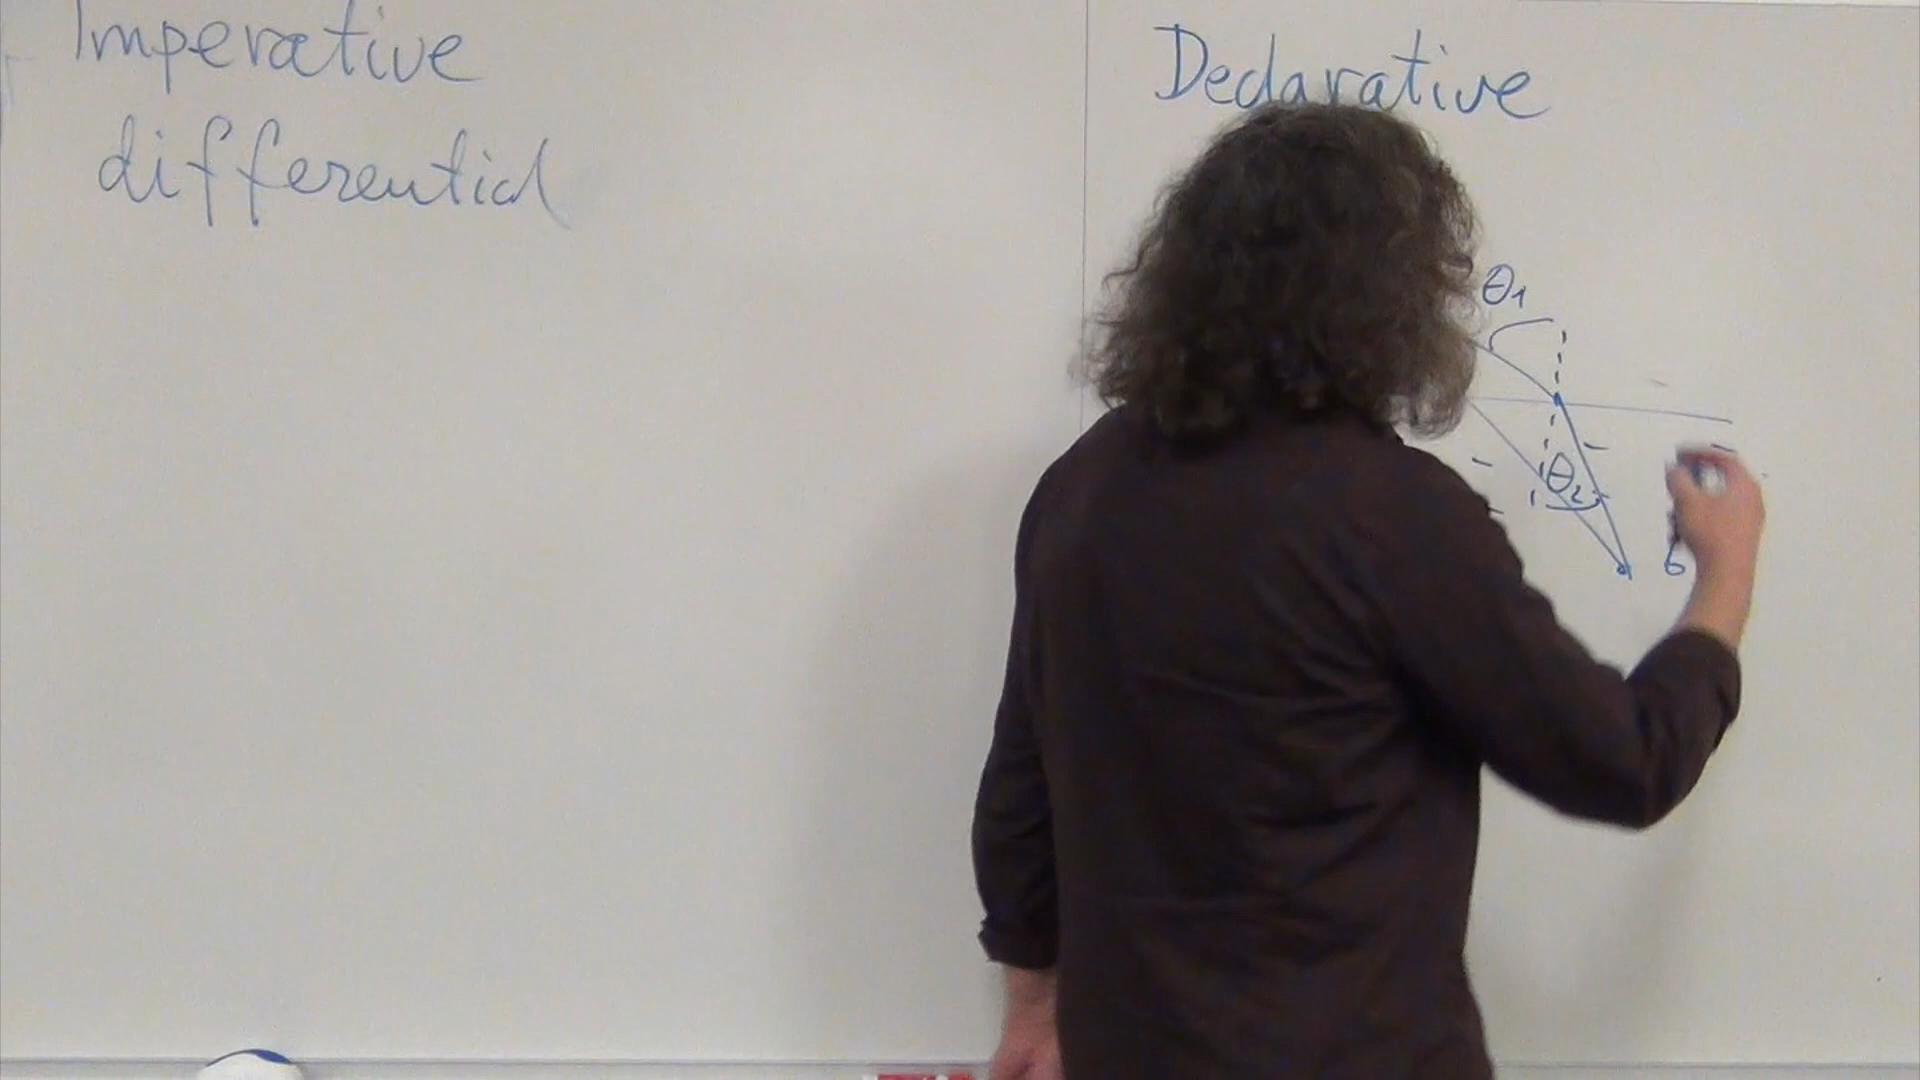 Imperative
differential
Declarative
θ1
θ2
b